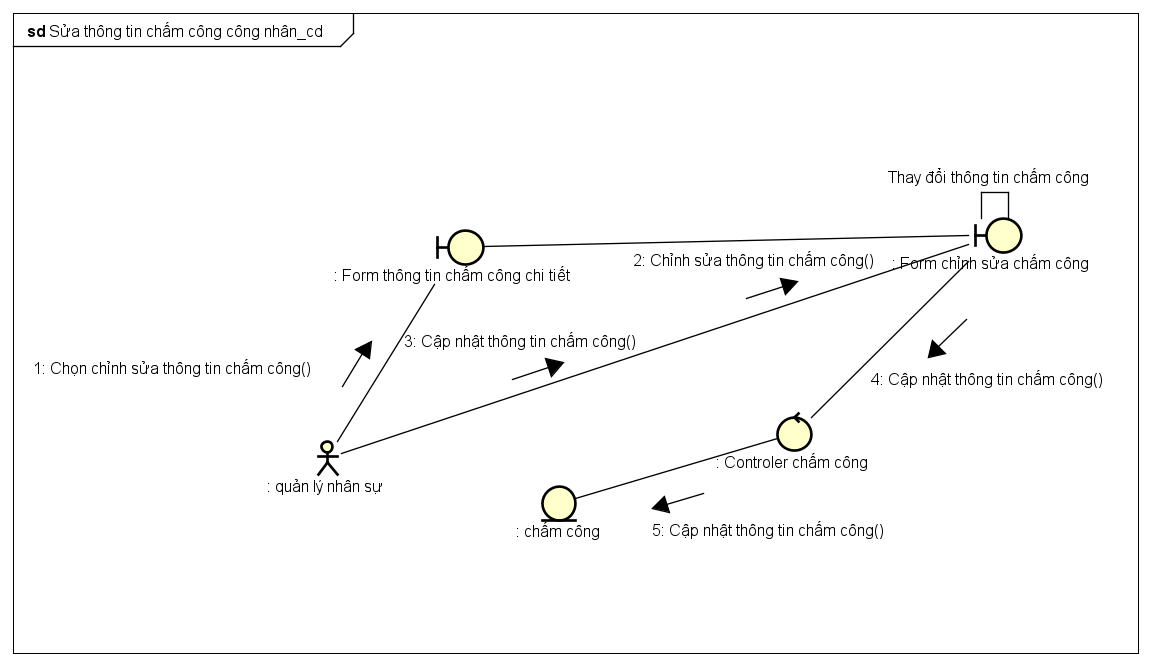 sd Sửa thông tin chấm công công nhân_cd
Thay đổi thông tin chấm công
2: Chỉnh sửa thông tin chấm công()
: Form chỉnh sửa chấm công
: Form thông tin chấm công chi tiết
3: Cập nhật thông tin chấm công()
1: Chọn chỉnh sửa thông tin chấm công()
4: Cập nhật thông tin chấm công()
: Controler chấm công
: quản lý nhân sự
: chấm công
5: Cập nhật thông tin chấm công()